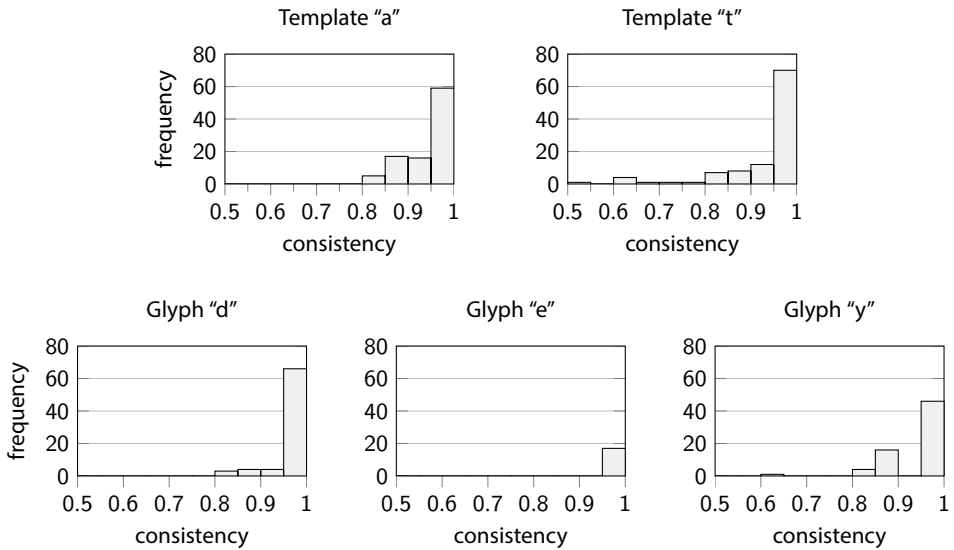 Template “a” Template “t”
80 80
60 60
40 40
20 20
0 0
frequency
0.5 0.6 0.7 0.8 0.9 1 0.5 0.6 0.7 0.8 0.9 1
consistency consistency
Glyph “d” Glyph “e” Glyph “y”
80 80 80
60 60 60
40 40 40
20 20 20
0 0 0
frequency
0.5 0.6 0.7 0.8 0.9 1 0.5 0.6 0.7 0.8 0.9 1 0.5 0.6 0.7 0.8 0.9 1
consistency consistency consistency